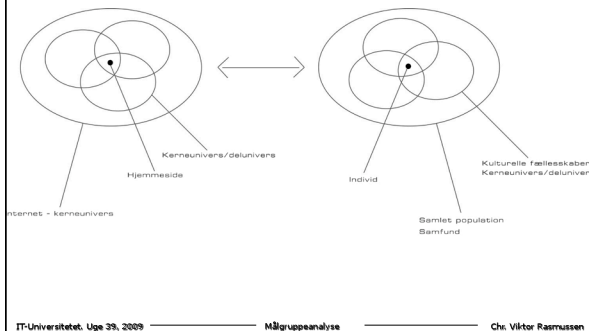 Kerneunivers/delunivers
Hjemmeside
nternet - kerneunivers
Kulturelle fællesskaber
Kerneunivers/deluniver
Individ
Samlet population
Samfund
IT-Universitetet. Uge 39, 2009
Målgruppeanalyse
Chr. Viktor Rasmussen